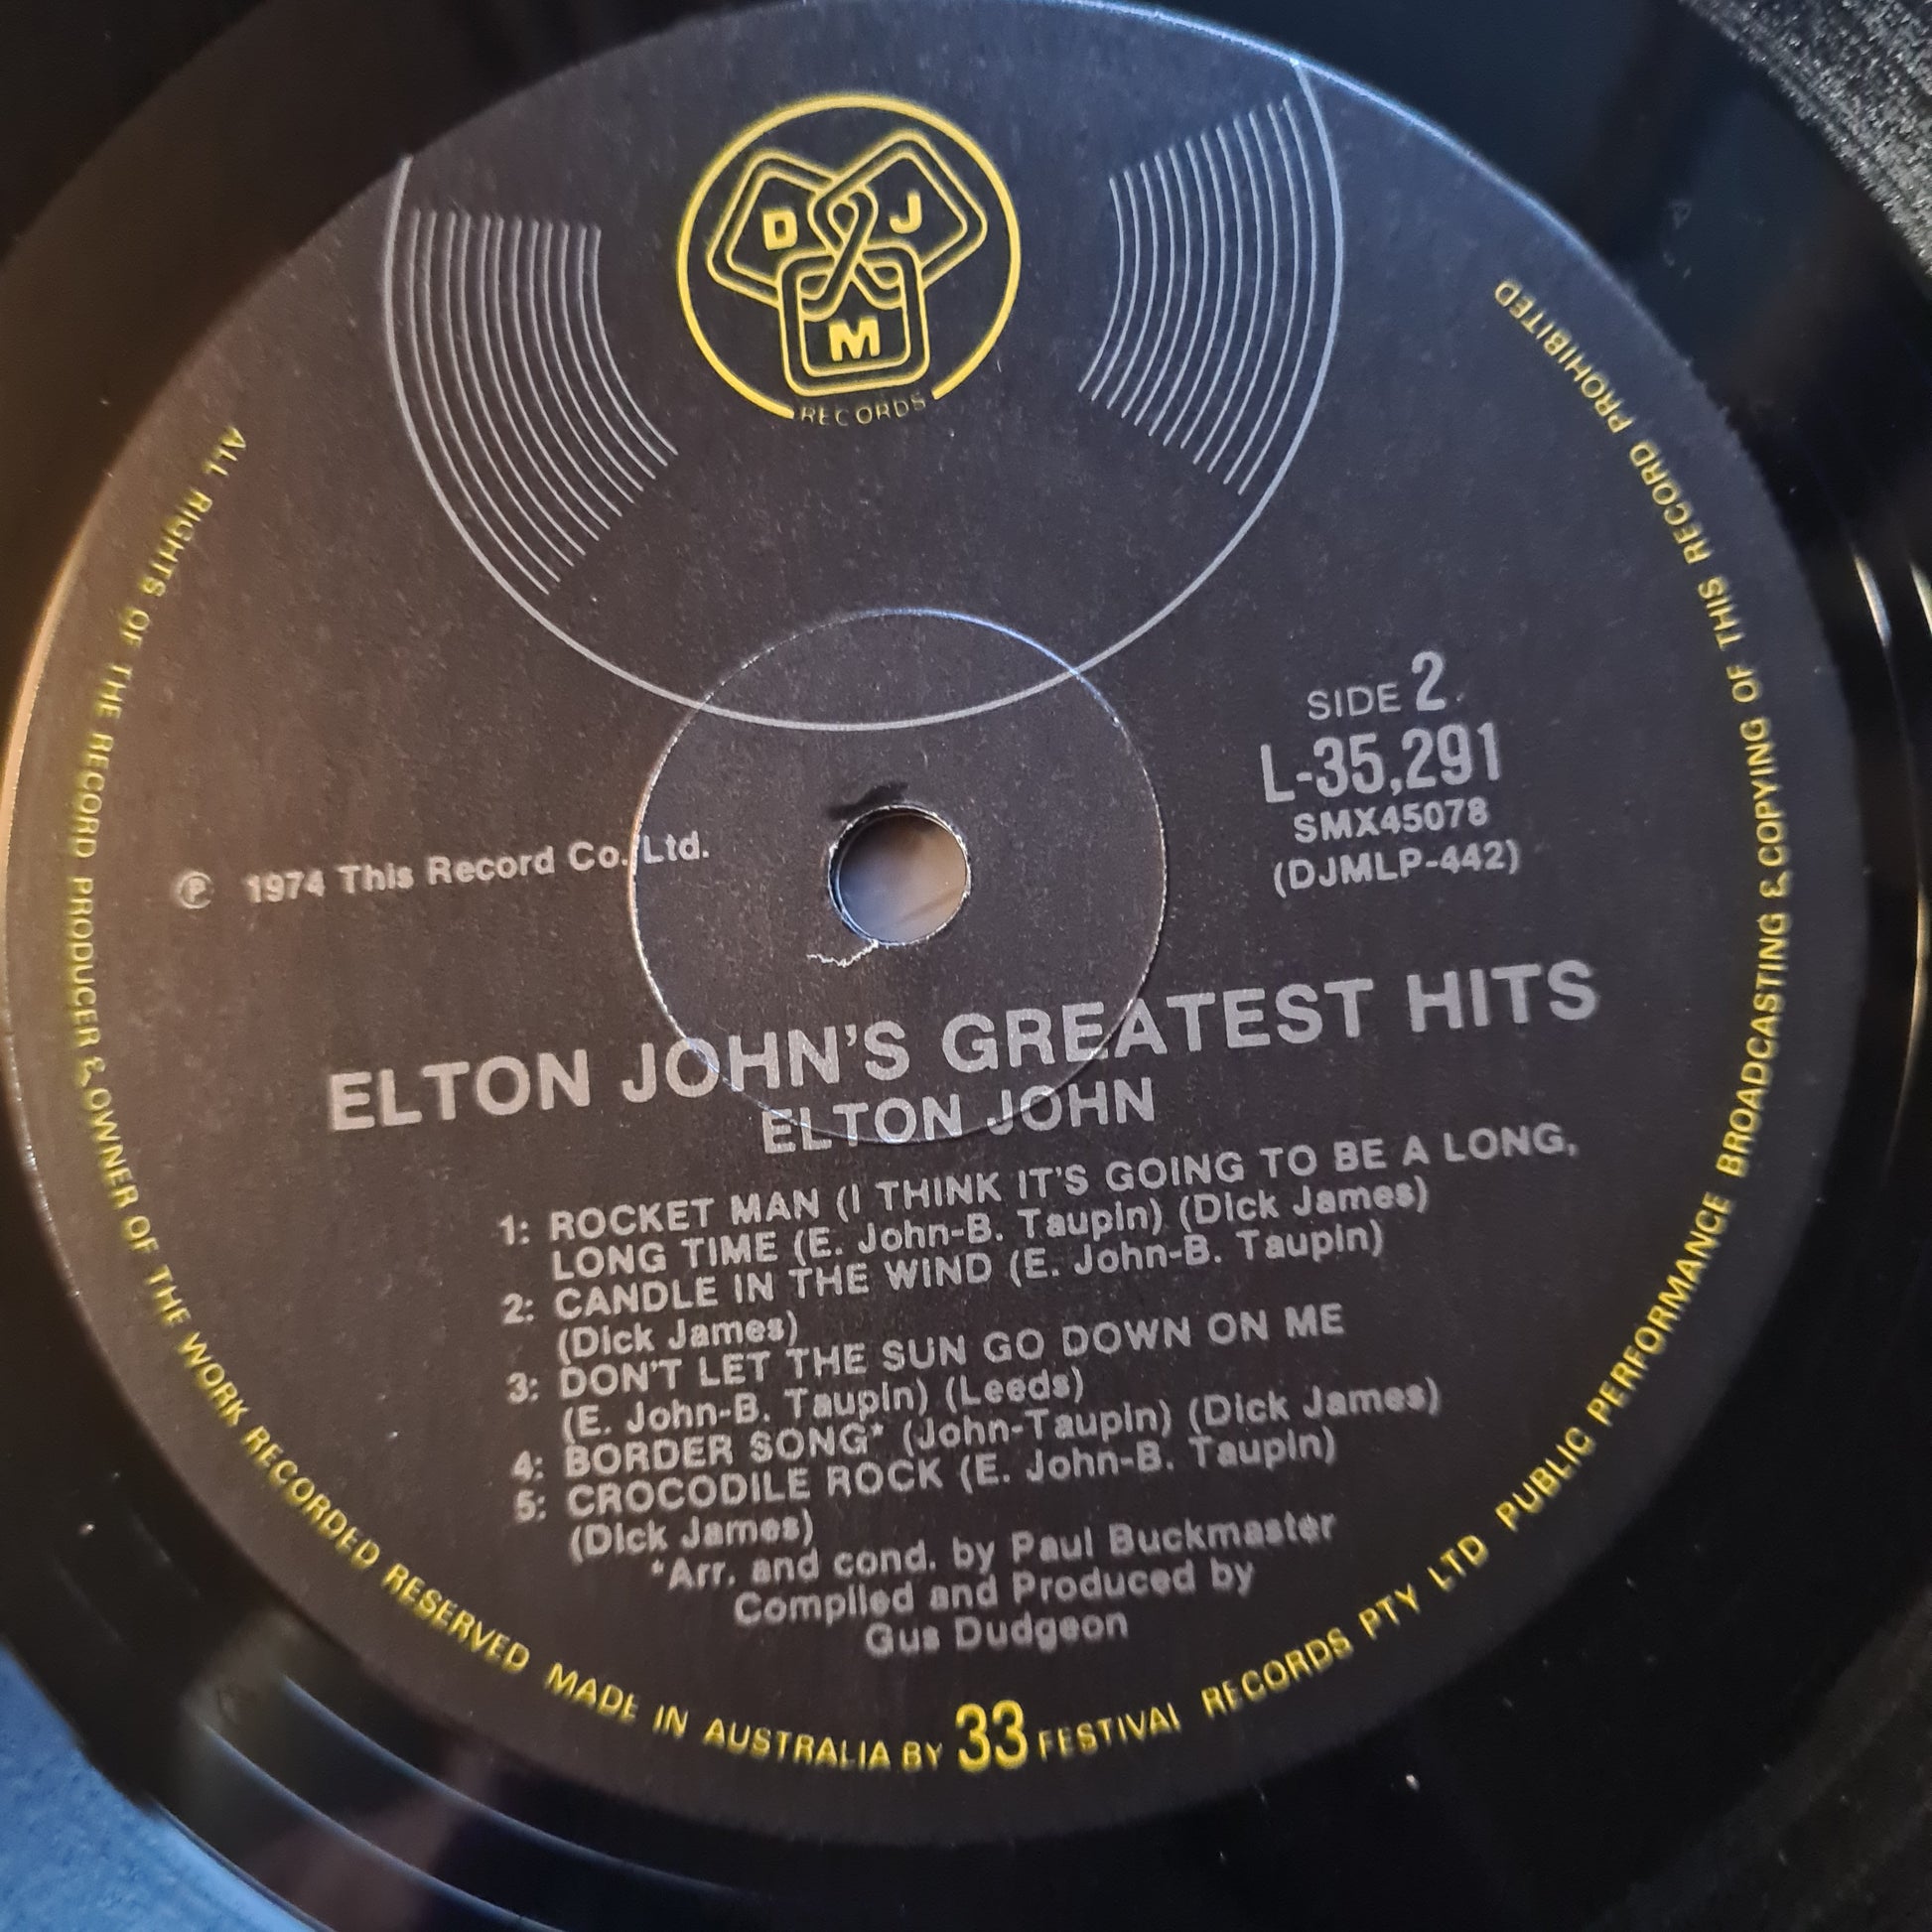 D J
M
RECORDS
SIDE 2
L-35,291
SMX45078
(DJMLP-442)
℗ 1974 This Record Co. Ltd.
ELTON JOHN'S GREATEST HITS
ELTON JOHN
1: ROCKET MAN (I THINK IT'S GOING TO BE A LONG,
LONG TIME (E. John-B. Taupin) (Dick James)
2: CANDLE IN THE WIND (E. John-B. Taupin)
(Dick James)
3: DON'T LET THE SUN GO DOWN ON ME
(E. John-B. Taupin) (Leeds)
4: BORDER SONG* (John-Taupin) (Dick James)
5: CROCODILE ROCK (E. John-B. Taupin)
(Dick James)
*Arr. and cond. by Paul Buckmaster
Compiled and Produced by
Gus Dudgeon
ALL RIGHTS OF THE RECORD PRODUCER & OWNER OF THE WORK RECORDED RESERVED MADE IN AUSTRALIA BY 33 FESTIVAL RECORDS PTY LTD PUBLIC PERFORMANCE BROADCASTING & COPYING OF THIS RECORD PROHIBITED